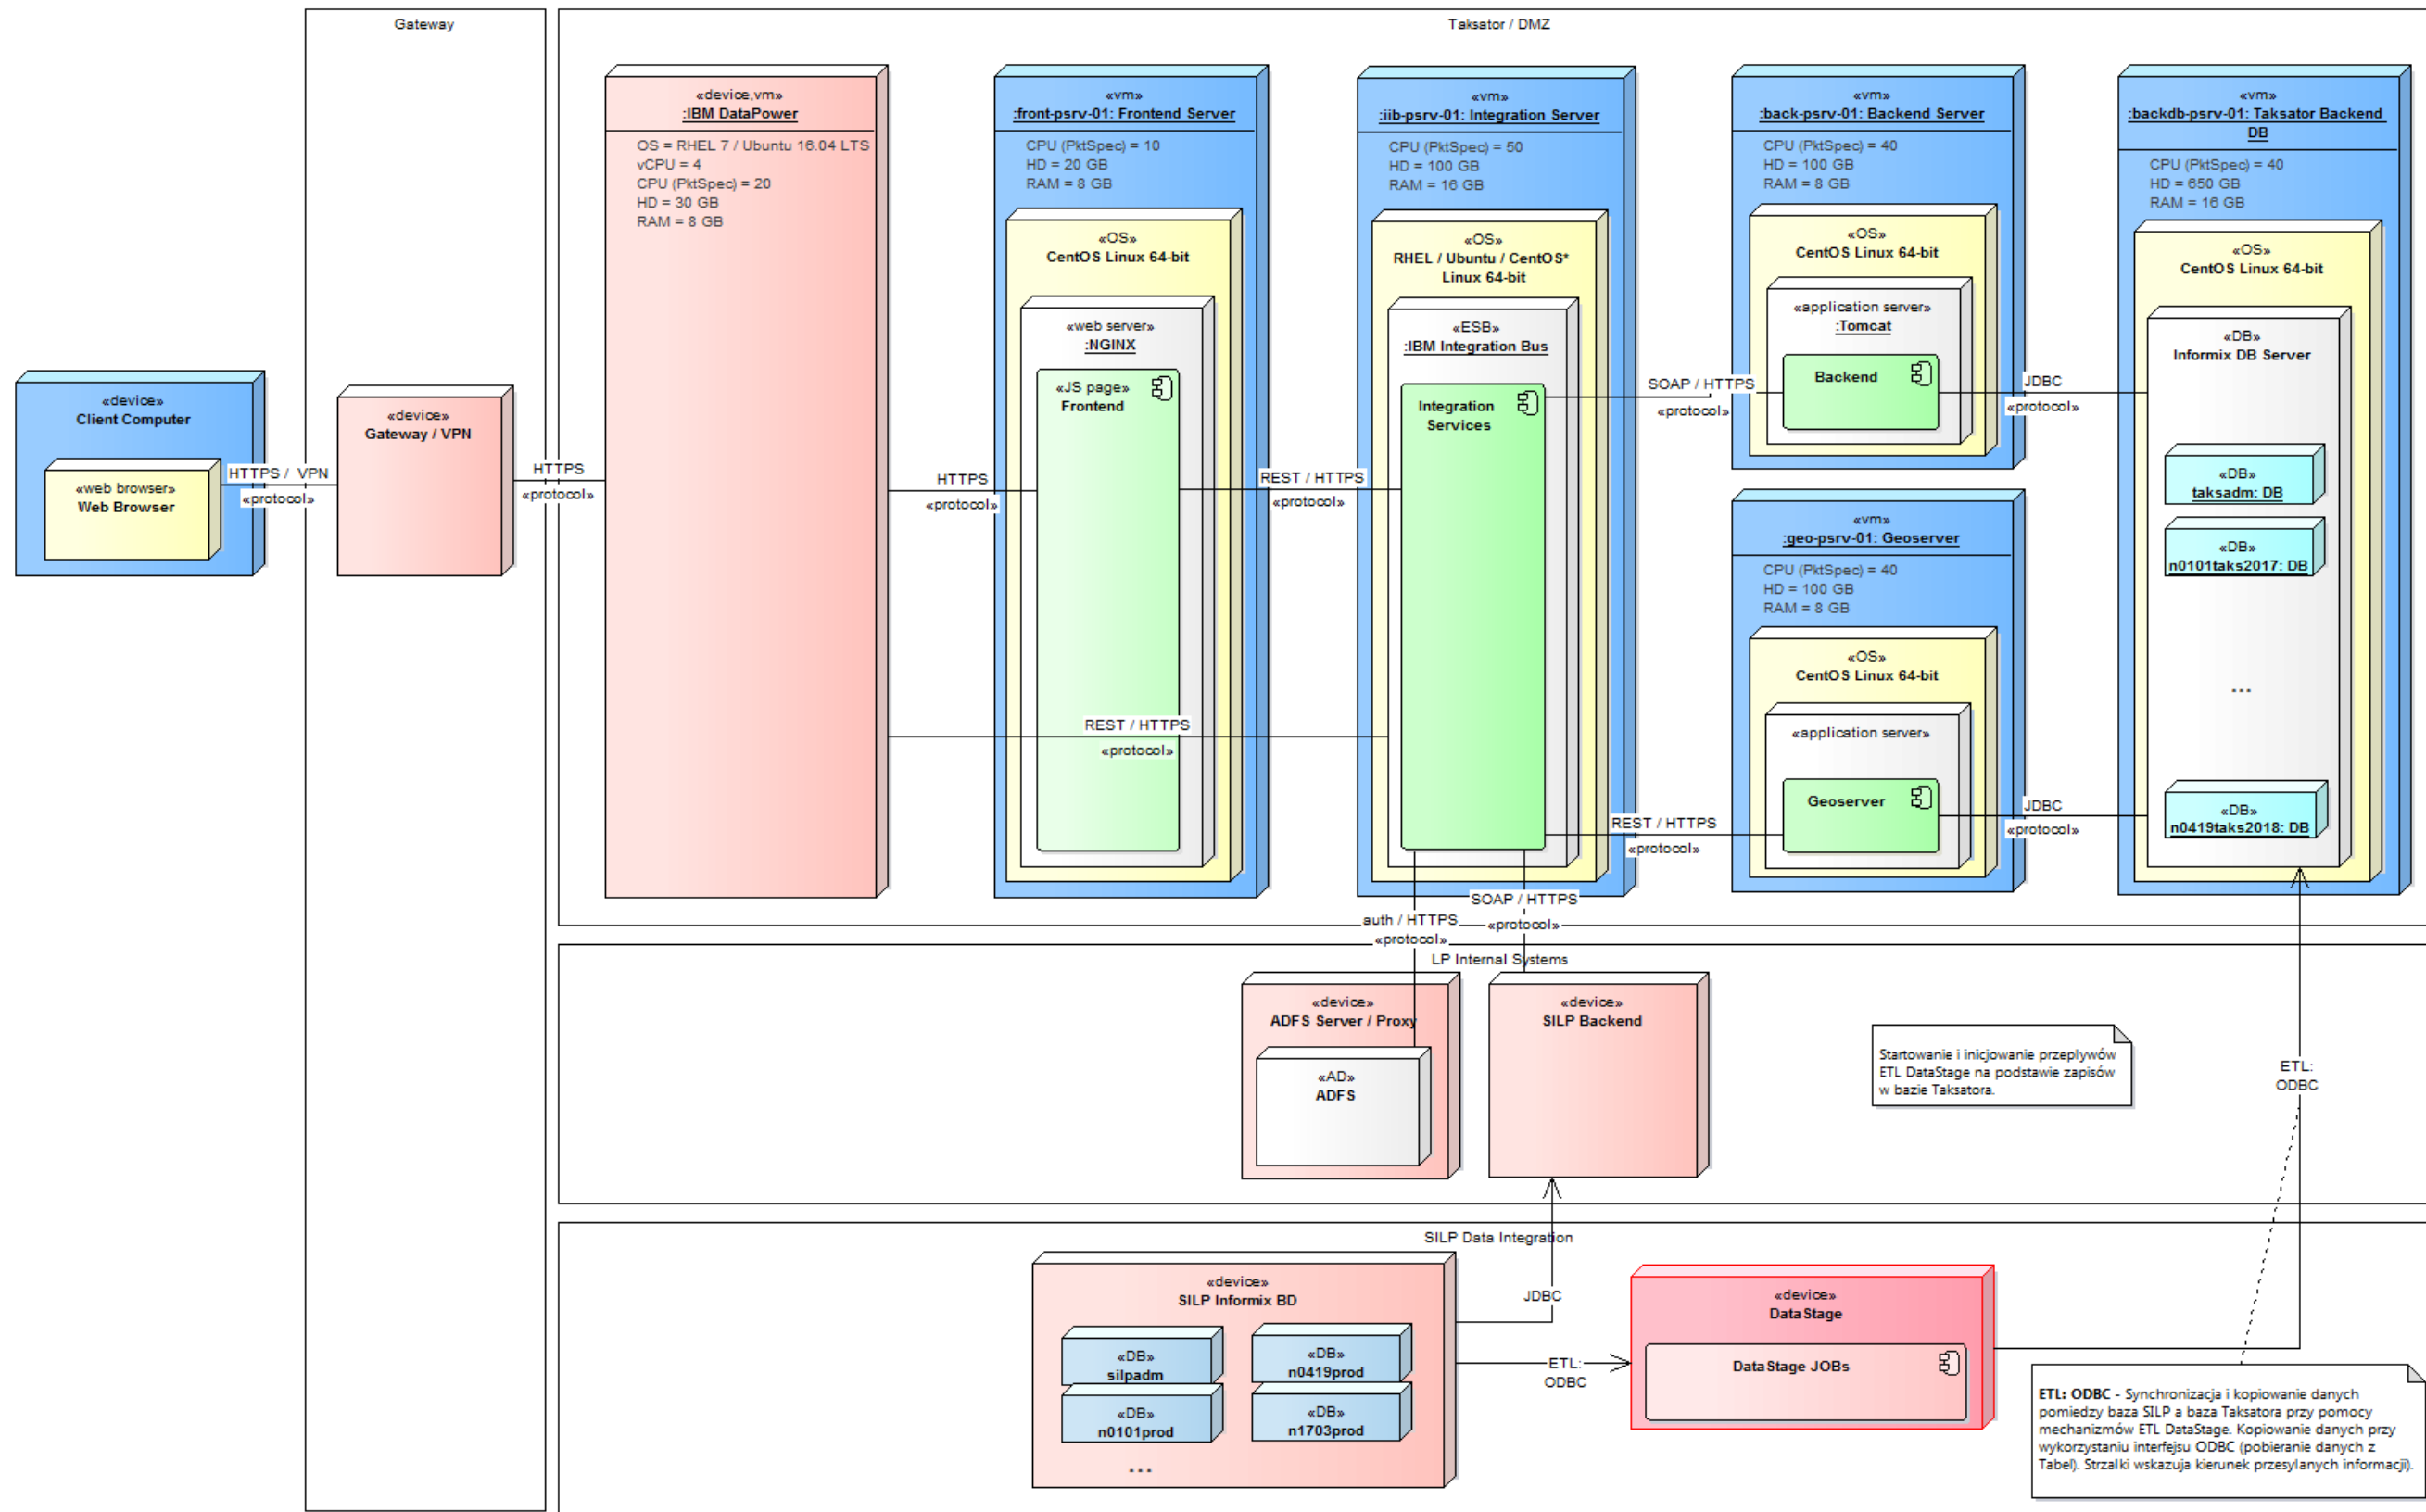 Gateway
Taksator / DMZ
«device»
Client Computer
«web browser»
Web Browser
HTTPS / VPN
«protocol»
«device»
Gateway / VPN
HTTPS
«protocol»
«device,vm»
:IBM DataPower
OS = RHEL 7 / Ubuntu 16.04 LTS
vCPU = 4
CPU (PktSpec) = 20
HD = 30 GB
RAM = 8 GB
HTTPS
«protocol»
«vm»
:front-psrv-01: Frontend Server
CPU (PktSpec) = 10
HD = 20 GB
RAM = 8 GB
«OS»
CentOS Linux 64-bit
«web server»
:NGINX
«JS page»
Frontend
REST / HTTPS
«protocol»
REST / HTTPS
«protocol»
«vm»
:iib-psrv-01: Integration Server
CPU (PktSpec) = 50
HD = 100 GB
RAM = 16 GB
«OS»
RHEL / Ubuntu / CentOS*
Linux 64-bit
«ESB»
:IBM Integration Bus
Integration
Services
SOAP / HTTPS
«protocol»
REST / HTTPS
«protocol»
«vm»
:back-psrv-01: Backend Server
CPU (PktSpec) = 40
HD = 100 GB
RAM = 8 GB
«OS»
CentOS Linux 64-bit
«application server»
:Tomcat
Backend
JDBC
«protocol»
«vm»
:geo-psrv-01: Geoserver
CPU (PktSpec) = 40
HD = 100 GB
RAM = 8 GB
«OS»
CentOS Linux 64-bit
«application server»
Geoserver
JDBC
«protocol»
«vm»
:backdb-psrv-01: Taksator Backend
DB
CPU (PktSpec) = 40
HD = 650 GB
RAM = 16 GB
«OS»
CentOS Linux 64-bit
«DB»
Informix DB Server
«DB»
taksadm: DB
«DB»
n0101taks2017: DB
...
«DB»
n0419taks2018: DB
SOAP / HTTPS
«protocol»
auth / HTTPS
«protocol»
LP Internal Systems
«device»
ADFS Server / Proxy
«AD»
ADFS
«device»
SILP Backend
Startowanie i inicjowanie przeplywów
ETL DataStage na podstawie zapisów
w bazie Taksatora.
ETL:
ODBC
SILP Data Integration
«device»
SILP Informix BD
«DB»
silpadm
«DB»
n0419prod
«DB»
n0101prod
«DB»
n1703prod
...
JDBC
ETL:
ODBC
«device»
DataStage
DataStage JOBs
ETL: ODBC - Synchronizacja i kopiowanie danych
pomiedzy baza SILP a baza Taksatora przy pomocy
mechanizmów ETL DataStage. Kopiowanie danych przy
wykorzystaniu interfejsu ODBC (pobieranie danych z
Tabel). Strzalki wskazuja kierunek przesylanych informacji).